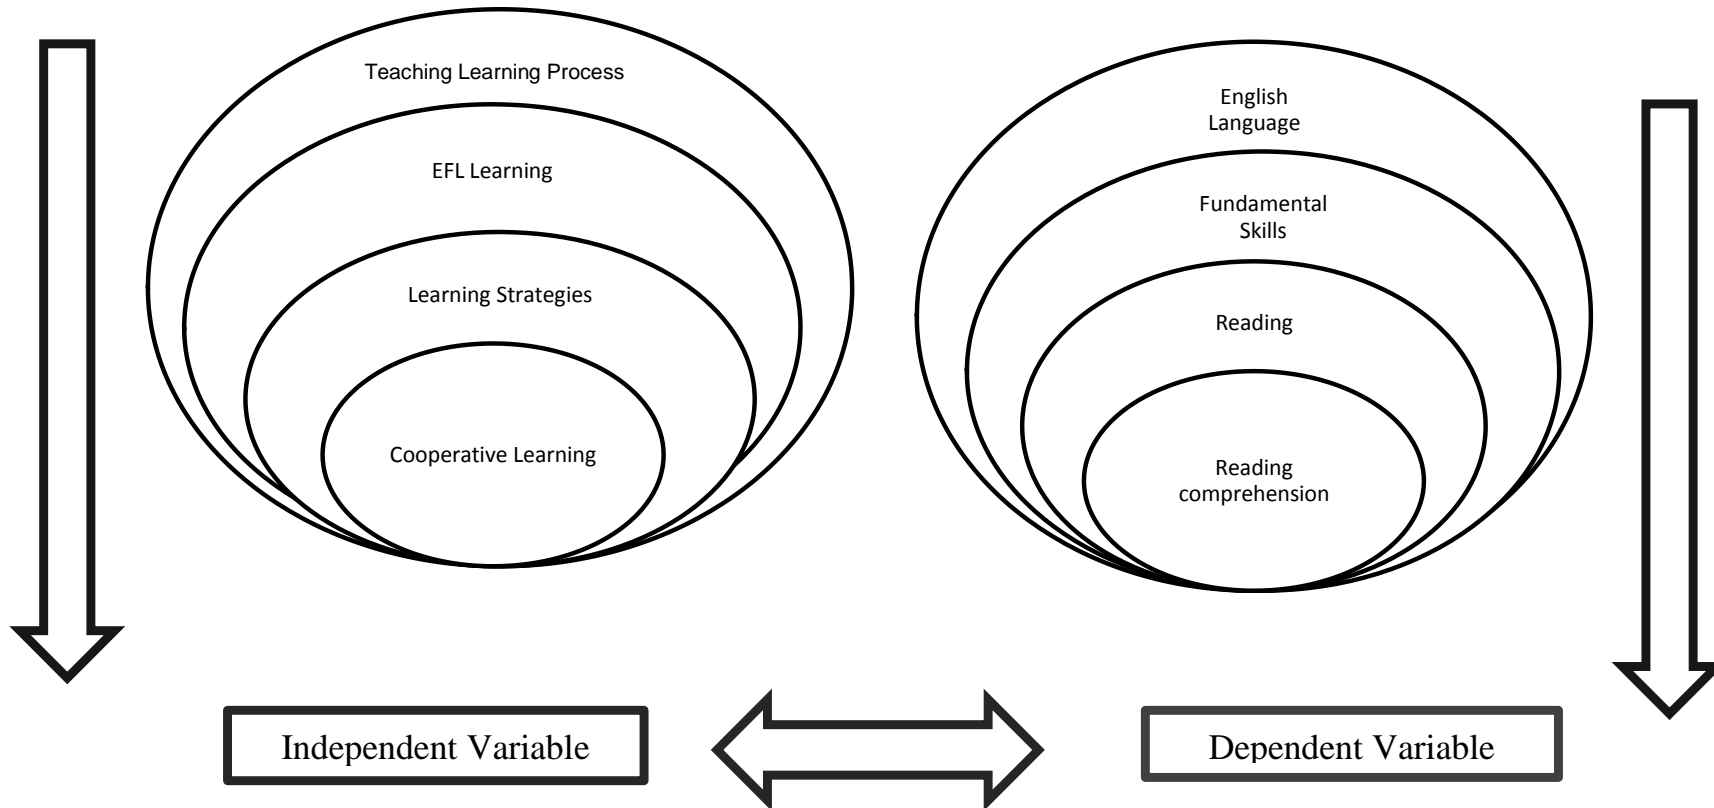 Teaching Learning Process
EFL Learning
Learning Strategies
Cooperative Learning
English
Language
Fundamental
Skills
Reading
Reading
comprehension
Independent Variable
Dependent Variable